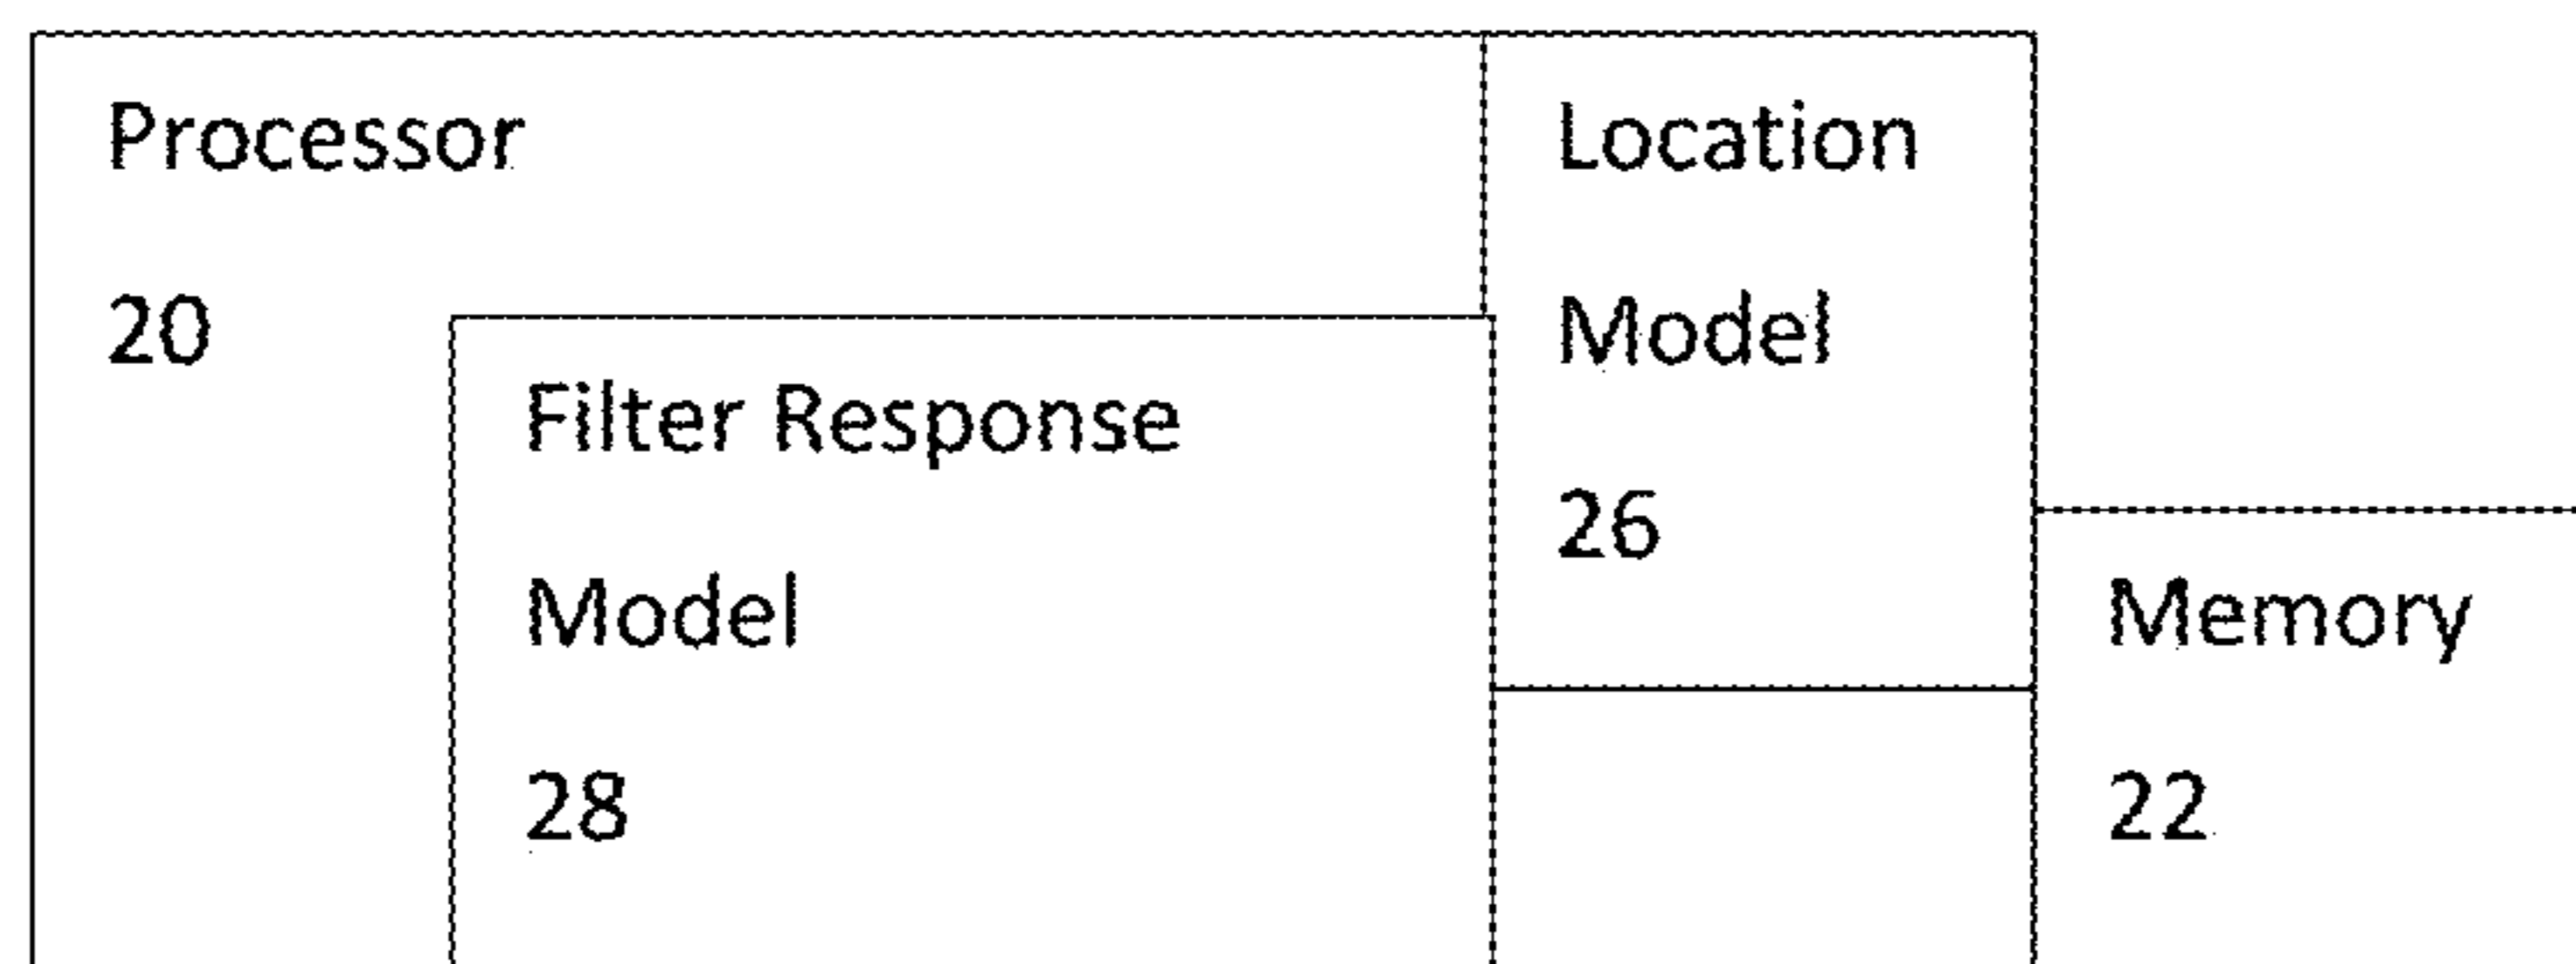 Processor
20
Filter Response
Model
28
Location
Model
26
Memory
22